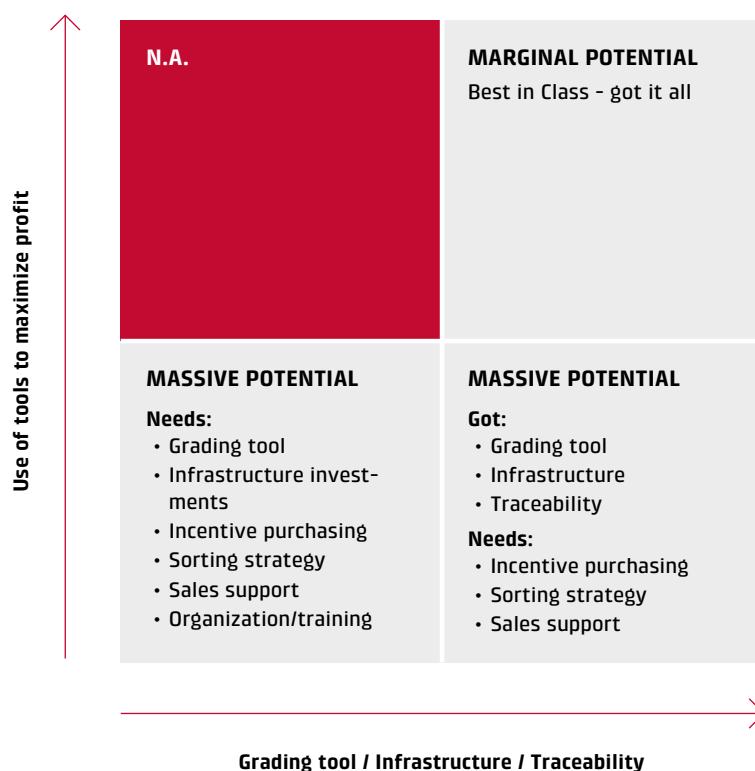 Use of tools to maximize profit
N.A.
MARGINAL POTENTIAL
Best in Class - got it all
MASSIVE POTENTIAL
Needs:
• Grading tool
• Infrastructure invest-
ments
• Incentive purchasing
• Sorting strategy
• Sales support
• Organization/training
MASSIVE POTENTIAL
Got:
• Grading tool
• Infrastructure
• Traceability
Needs:
• Incentive purchasing
• Sorting strategy
• Sales support
Grading tool / Infrastructure / Traceability